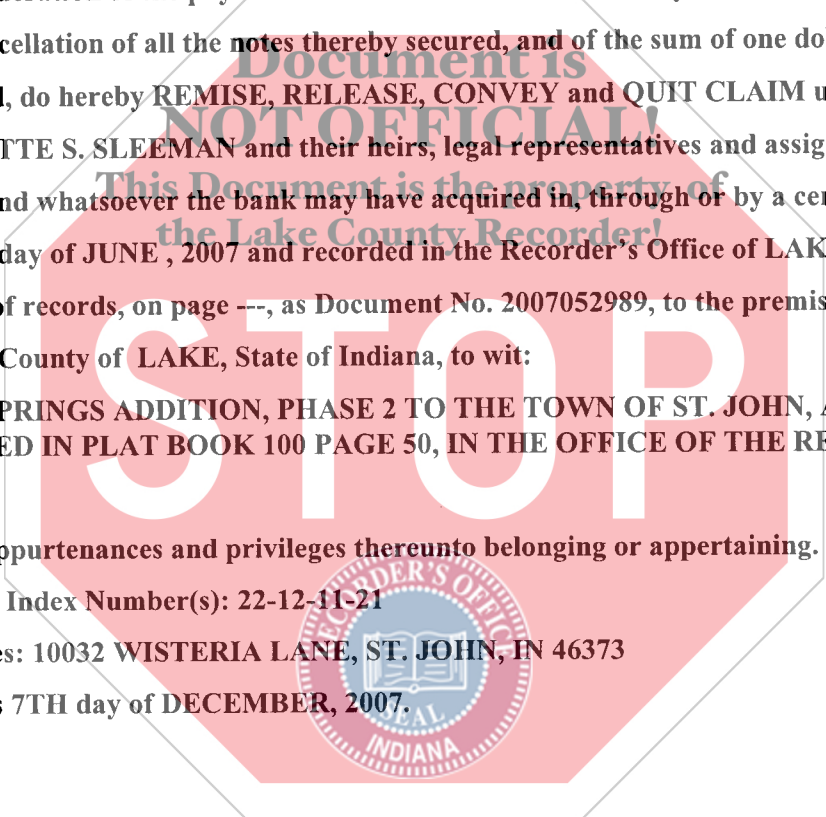 cellation of all the notes thereby secured, and of the sum of one do
, do hereby REMISE, RELEASE, CONVEY and QUIT CLAIM u
TTE S. SLEEMAN and their heirs, legal representatives and assig
nd whatsoever the bank may have acquired in, through or by a cer
day of JUNE , 2007 and recorded in the Recorder's Office of LAK
of records, on page ---, as Document No. 2007052989, to the premis
County of LAKE, State of Indiana, to wit:
PRINGS ADDITION, PHASE 2 TO THE TOWN OF ST. JOHN, A
ED IN PLAT BOOK 100 PAGE 50, IN THE OFFICE OF THE RE
ppurtenances and privileges thereunto belonging or appertaining.
Index Number(s): 22-12-11-21
es: 10032 WISTERIA LANE, ST. JOHN, IN 46373
s 7TH day of DECEMBER, 2007.
Document is
NOT OFFICIAL!
This Document is the property of
the Lake County Recorder!
STOP
RECORDER'S OFFICE
SEAL
INDIANA